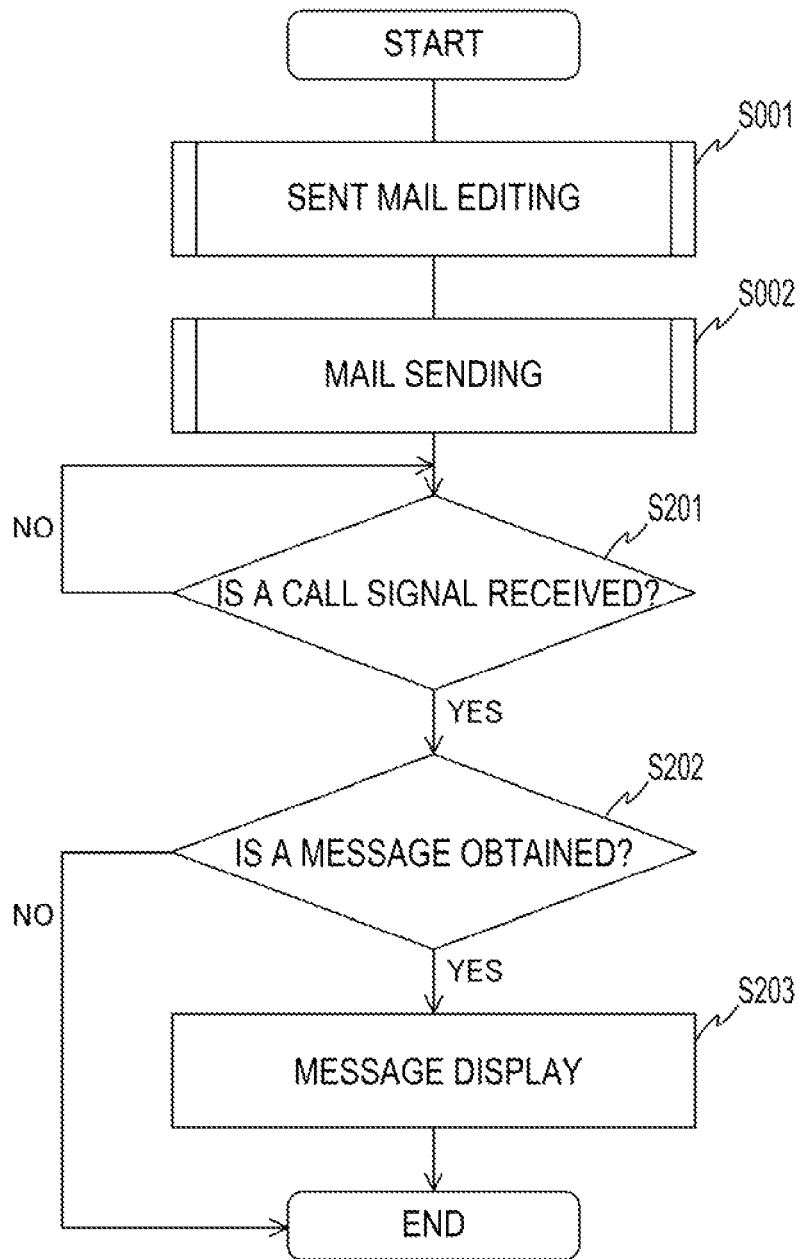 START
S001
SENT MAIL EDITING
S002
MAIL SENDING
NO
S201
IS A CALL SIGNAL RECEIVED?
YES
S202
IS A MESSAGE OBTAINED?
NO
YES
S203
MESSAGE DISPLAY
END